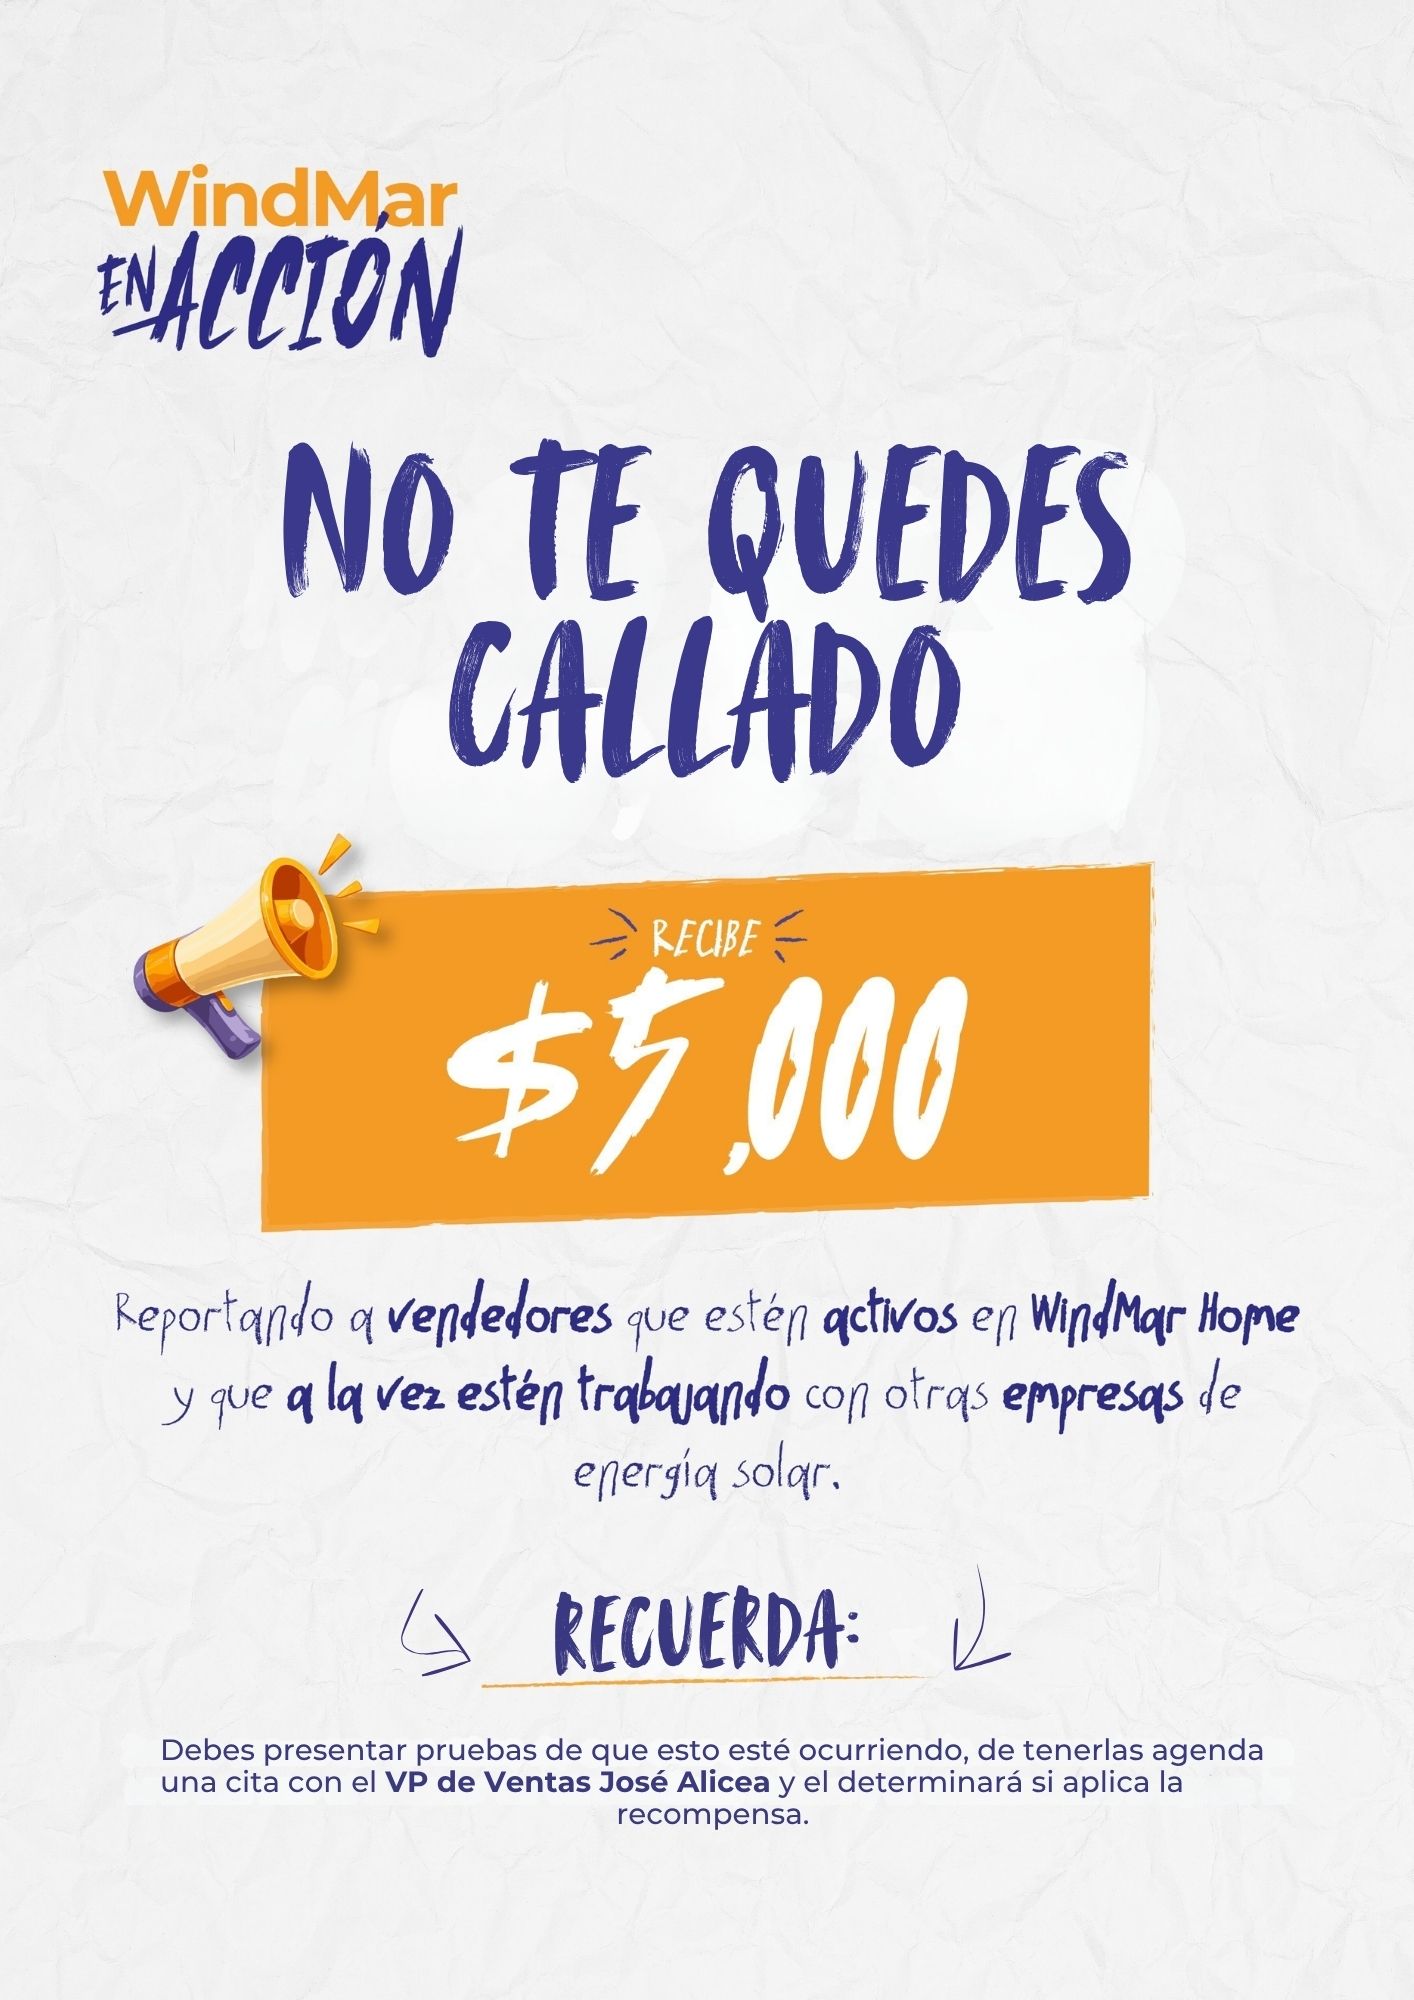 WindMar
EN ACCIÓN
NO TE QUEDES
CALLADO
RECIBE
$5,000
Reportando a vendedores que estén activos en WindMar Home
y que a la vez estén trabajando con otras empresas de
energía solar.
RECUERDA:
Debes presentar pruebas de que esto esté ocurriendo, de tenerlas agenda
una cita con el VP de Ventas José Alicea y el determinará si aplica la
recompensa.